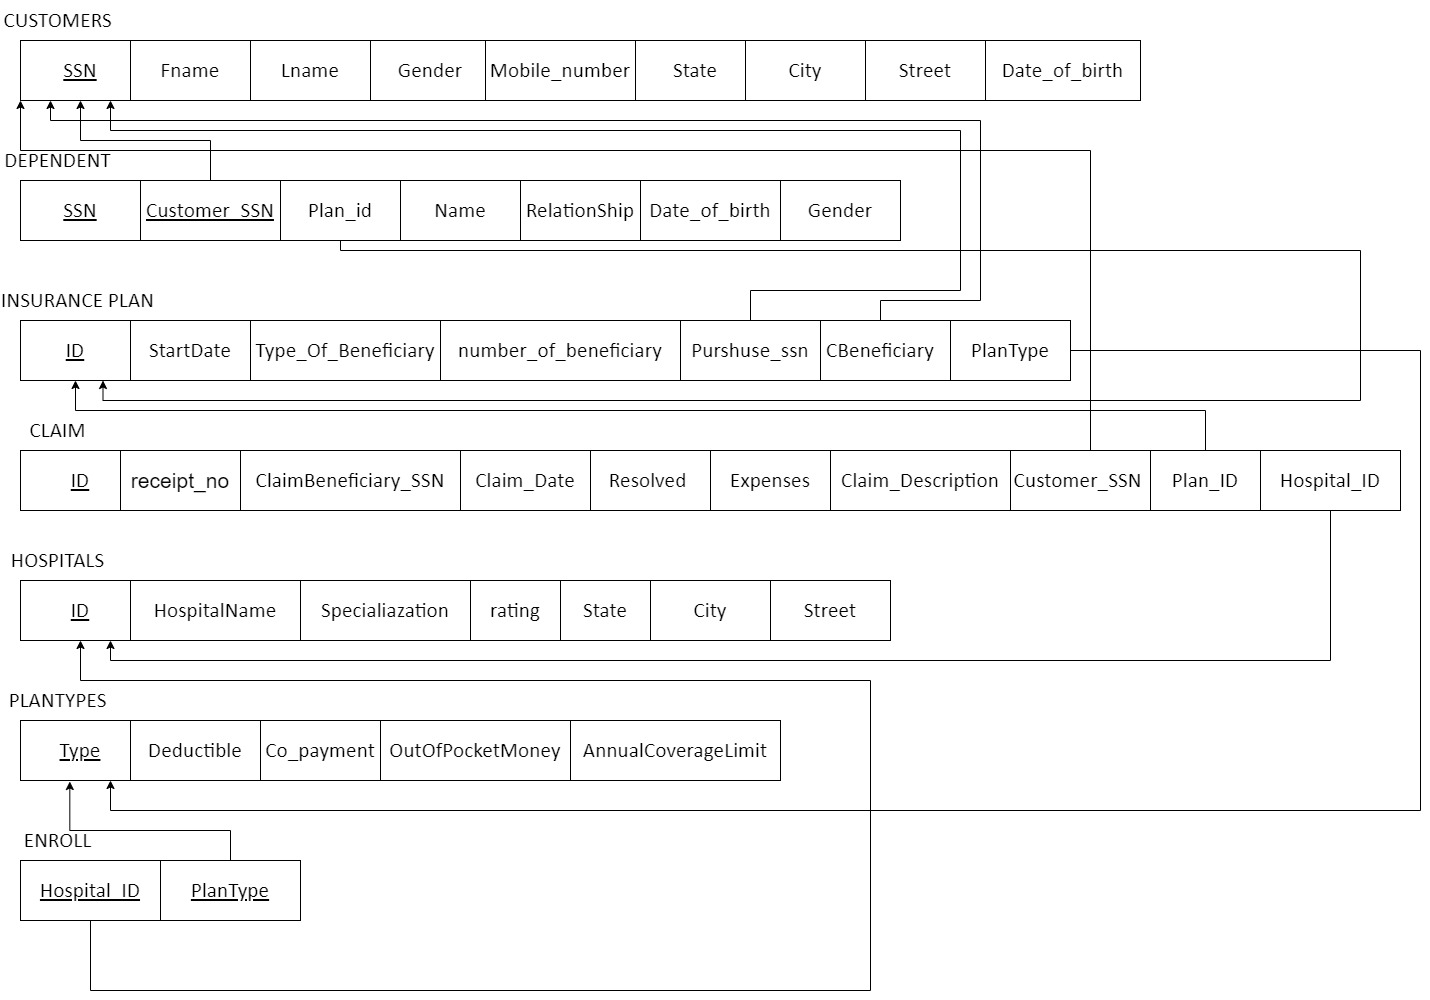 CUSTOMERS
SSN Fname Lname Gender Mobile_number State City Street Date_of_birth
DEPENDENT
SSN Customer_SSN Plan_id Name RelationShip Date_of_birth Gender
INSURANCE PLAN
ID StartDate Type_Of_Beneficiary number_of_beneficiary Purshuse_ssn CBeneficiary PlanType
CLAIM
ID receipt_no ClaimBeneficiary_SSN Claim_Date Resolved Expenses Claim_Description Customer_SSN Plan_ID Hospital_ID
HOSPITALS
ID HospitalName Specialiazation rating State City Street
PLANTYPES
Type Deductible Co_payment OutOfPocketMoney AnnualCoverageLimit
ENROLL
Hospital_ID PlanType